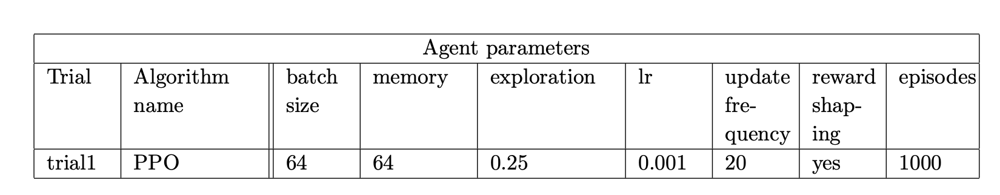 Agent parameters
Trial Algorithm batch memory exploration lr update reward episodes
name size fre- shap-
quency ing
trial1 PPO 64 64 0.25 0.001 20 yes 1000